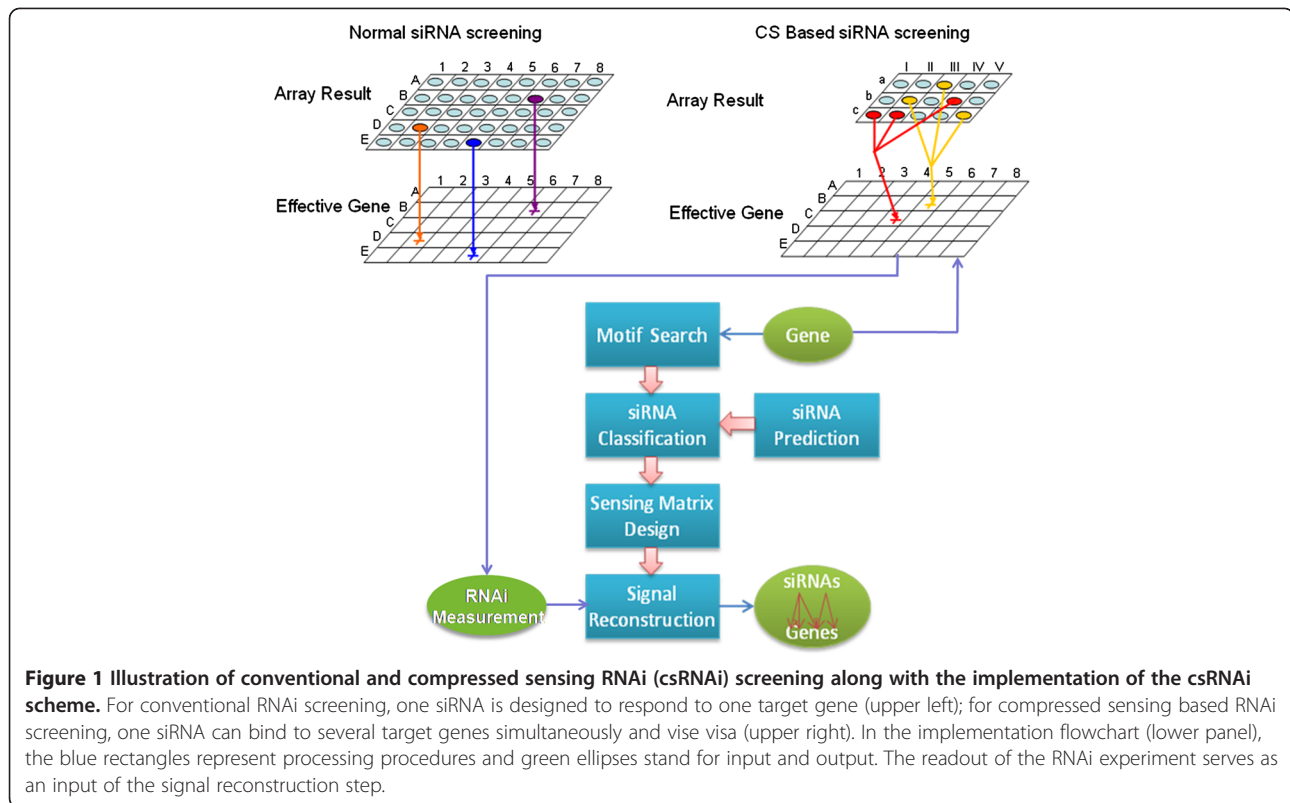 Normal siRNA screening
1 2 3 4 5 6 7 8
Array Result
A
B
C
D
E
1 2 3 4 5 6 7 8
Effective Gene
A
B
C
D
E
CS Based siRNA screening
I II III IV V
Array Result
a
b
c
1 2 3 4 5 6 7 8
Effective Gene
A
B
C
D
E
Motif Search
Gene
siRNA
Classification
siRNA
Prediction
Sensing Matrix
Design
RNAi
Measurement
Signal
Reconstruction
siRNAs
Genes
Figure 1 Illustration of conventional and compressed sensing RNAi (csRNAi) screening along with the implementation of the csRNAi
scheme. For conventional RNAi screening, one siRNA is designed to respond to one target gene (upper left); for compressed sensing based RNAi
screening, one siRNA can bind to several target genes simultaneously and vise visa (upper right). In the implementation flowchart (lower panel),
the blue rectangles represent processing procedures and green ellipses stand for input and output. The readout of the RNAi experiment serves as
an input of the signal reconstruction step.